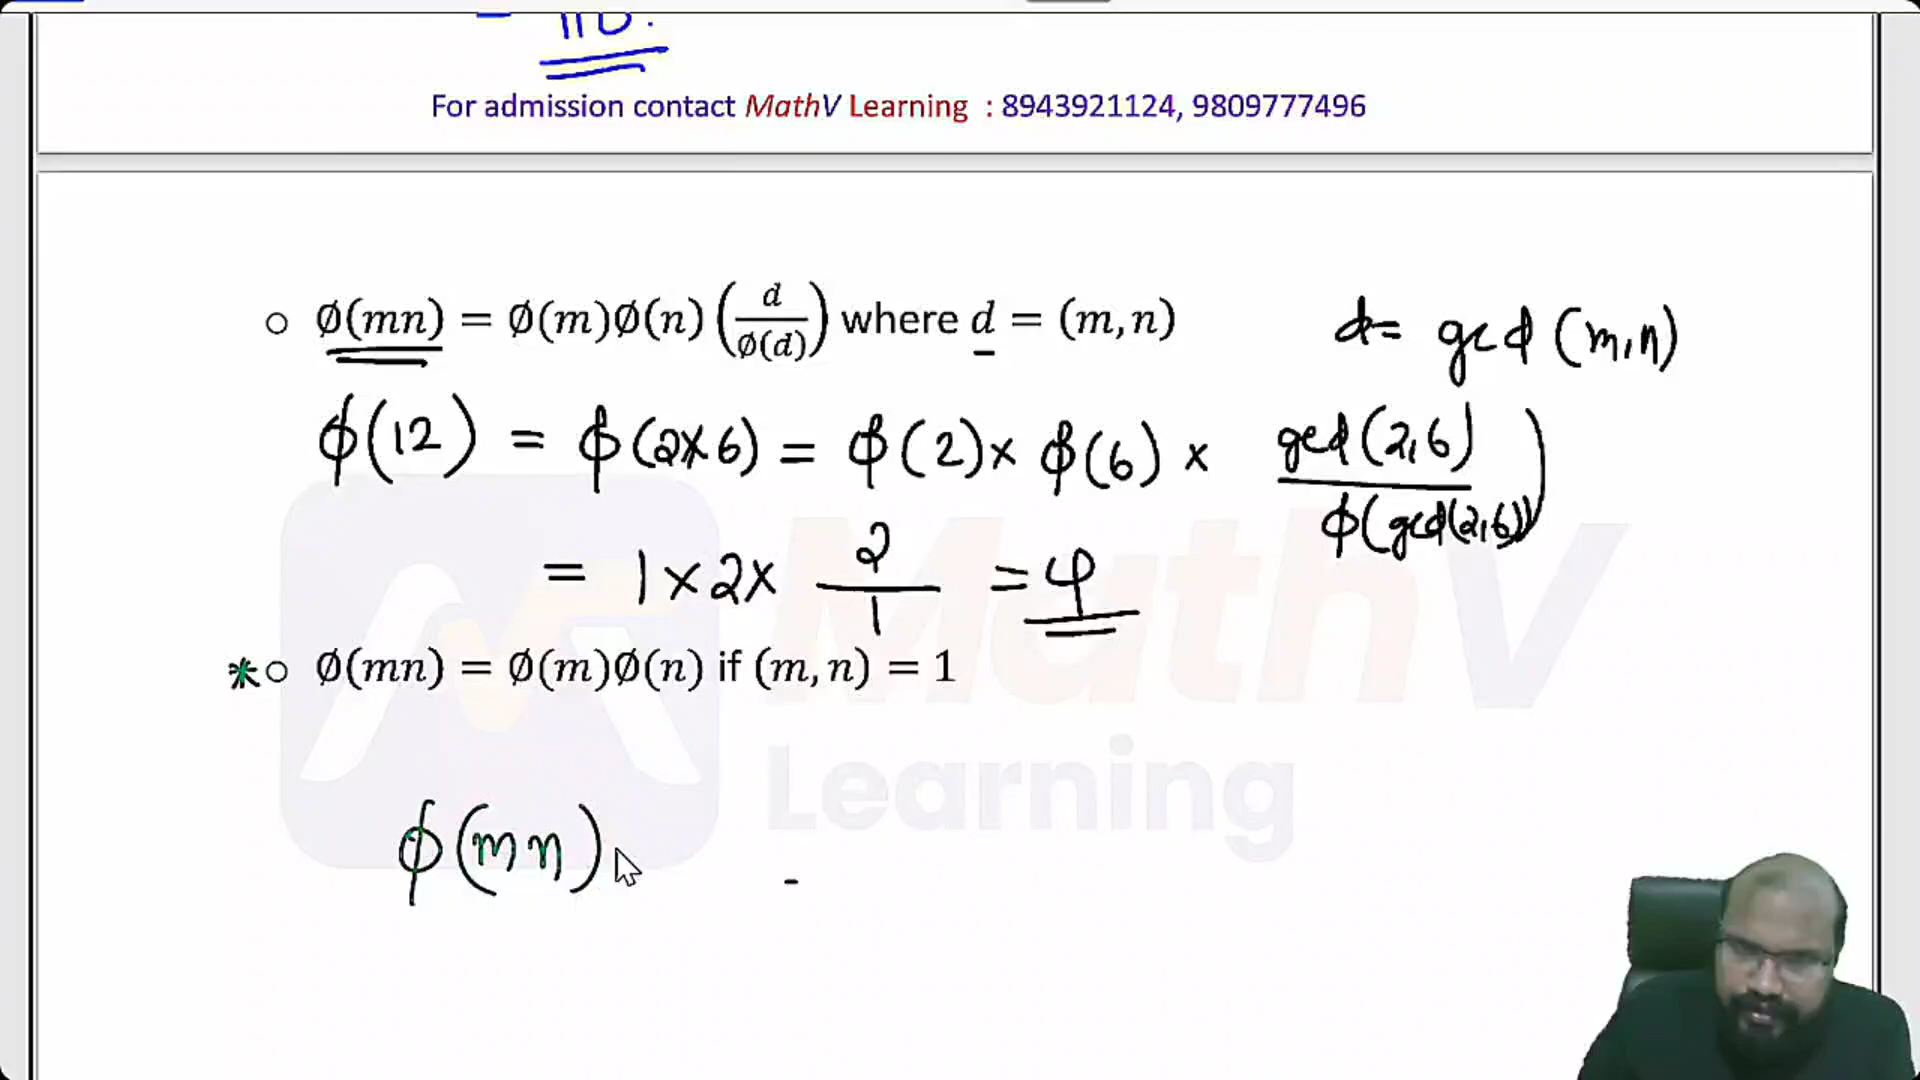 For admission contact MathV Learning : 8943921124, 9809777496
○ ∅(mn) = ∅(m)∅(n) (d/∅(d)) where d = (m, n)
d = gcd (m,n)
ϕ(12) = ϕ(2×6) = ϕ(2)× ϕ(6) × gcd(2,6)/ϕ(gcd(2,6))
= 1×2× 2/1 = 4
*○ ∅(mn) = ∅(m)∅(n) if (m, n) = 1
MathV
Learning
ϕ(mn) -